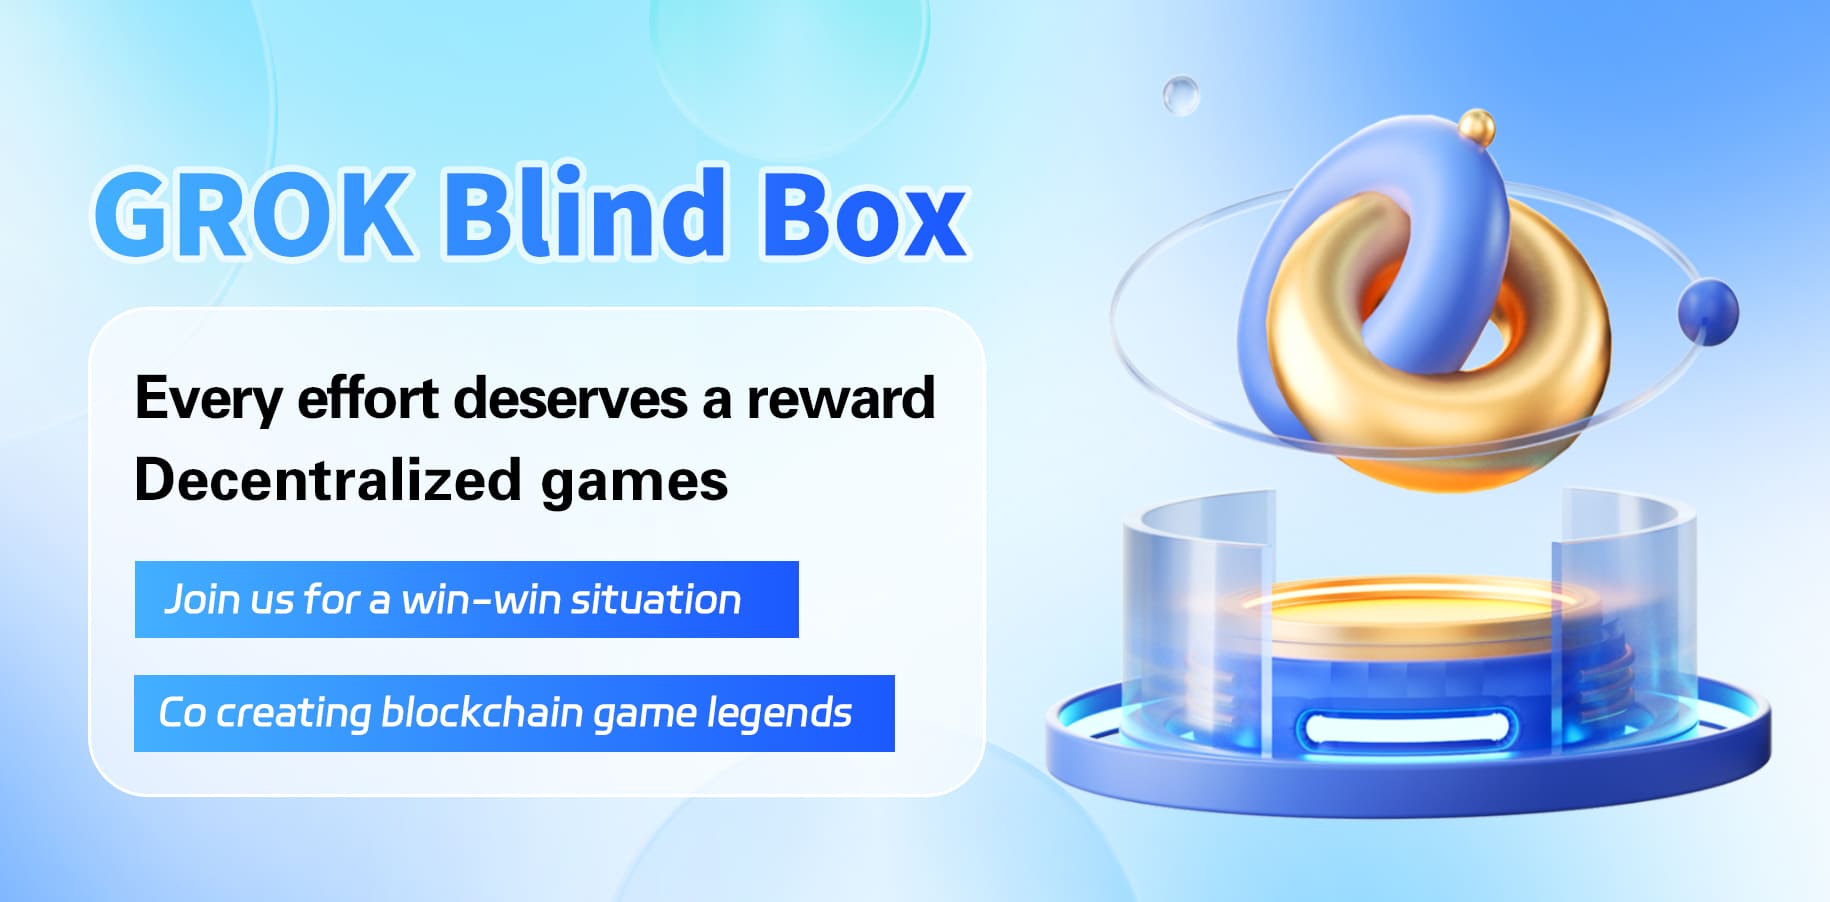 GROK Blind Box
Every effort deserves a reward
Decentralized games
Join us for a win-win situation
Co creating blockchain game legends